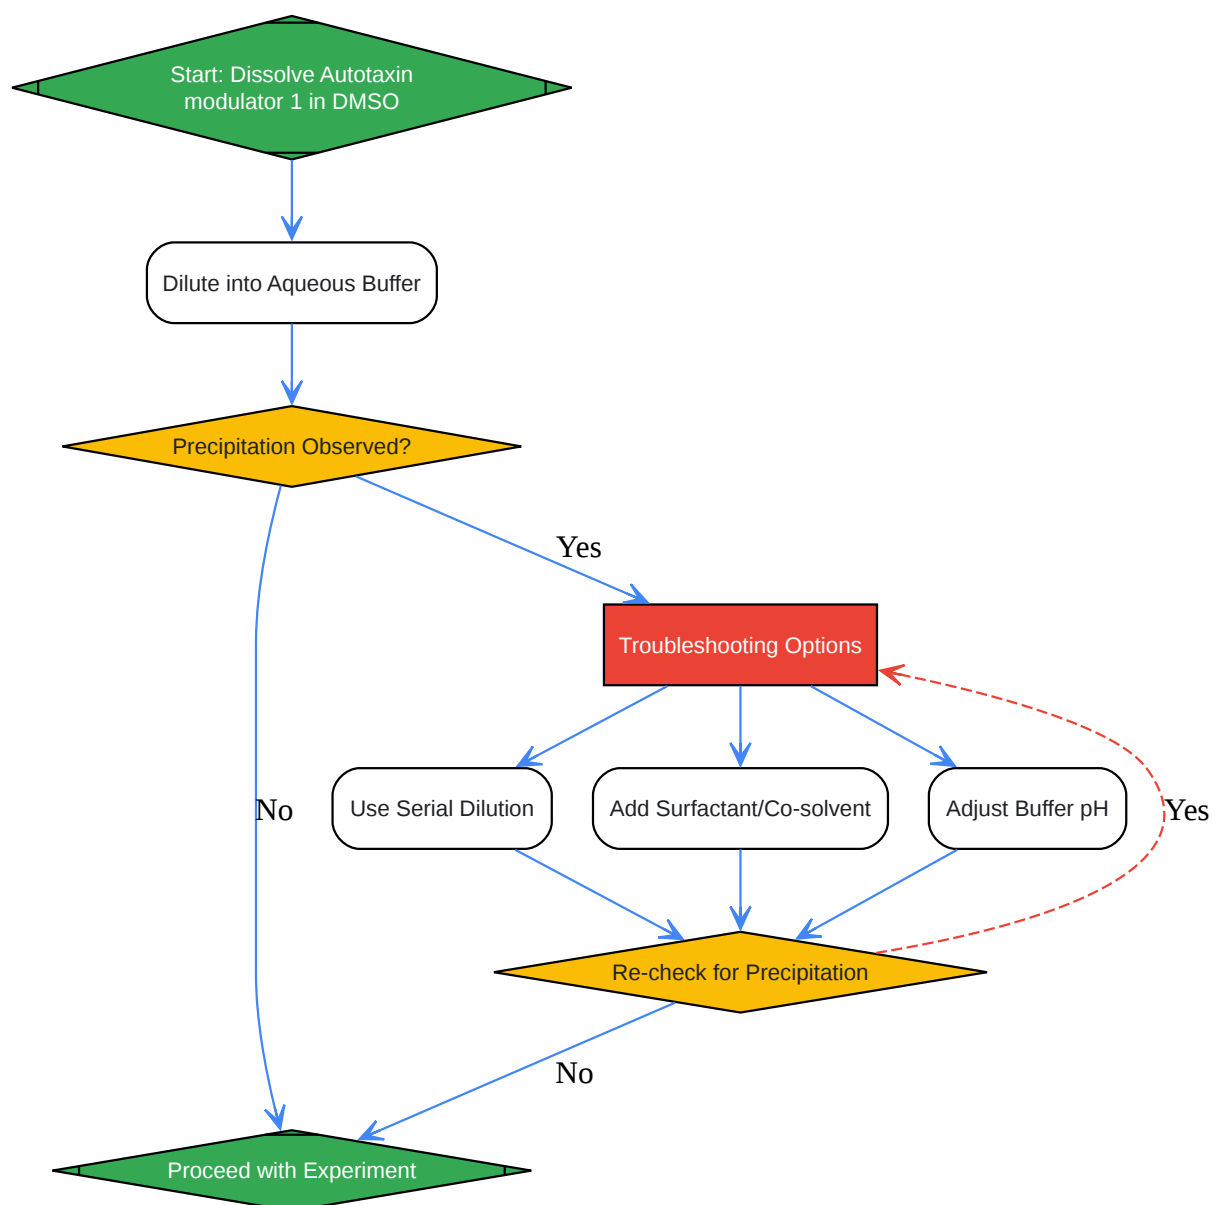 Start: Dissolve Autotaxin
modulator 1 in DMSO
Dilute into Aqueous Buffer
Precipitation Observed?
Yes
Troubleshooting Options
No
Use Serial Dilution
Add Surfactant/Co-solvent
Adjust Buffer pH
Yes
Re-check for Precipitation
No
Proceed with Experiment